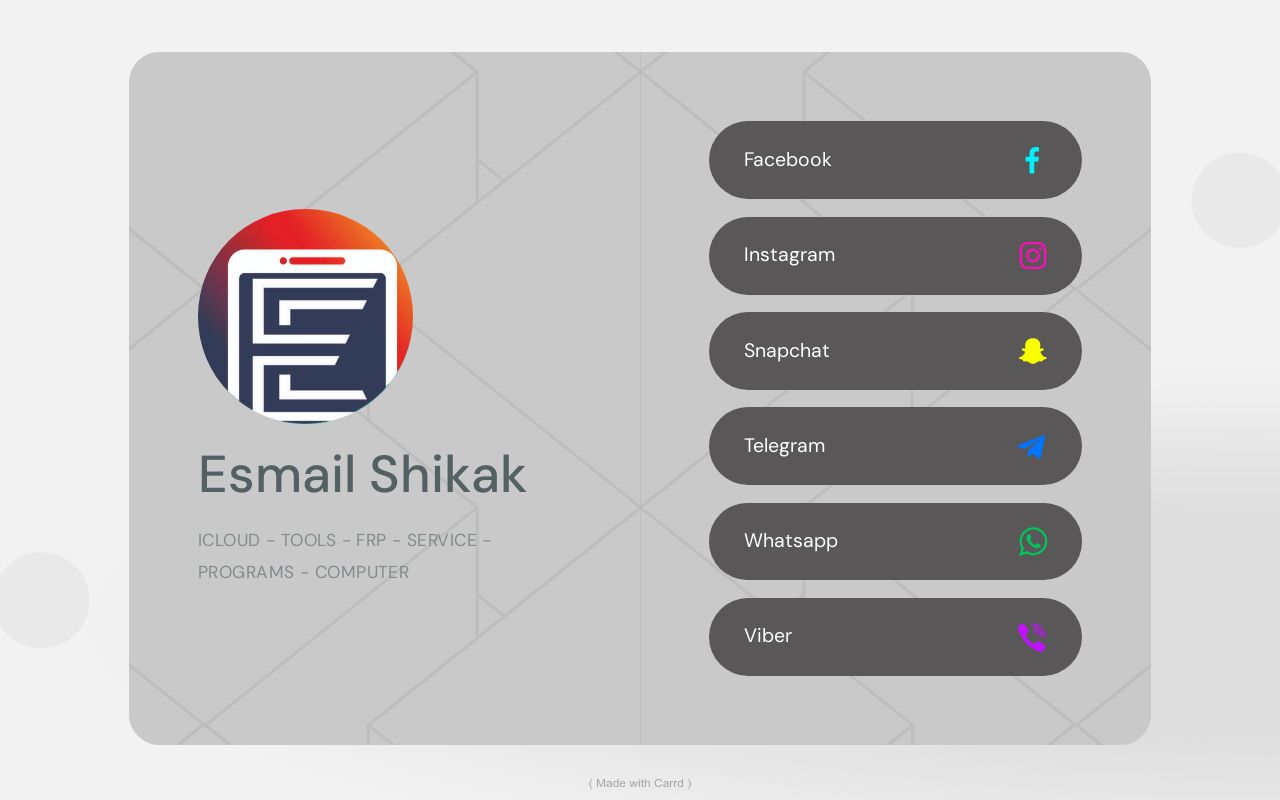 Esmail Shikak
ICLOUD - TOOLS - FRP - SERVICE -
PROGRAMS - COMPUTER
Facebook
Instagram
Snapchat
Telegram
Whatsapp
Viber
( Made with Carrd )